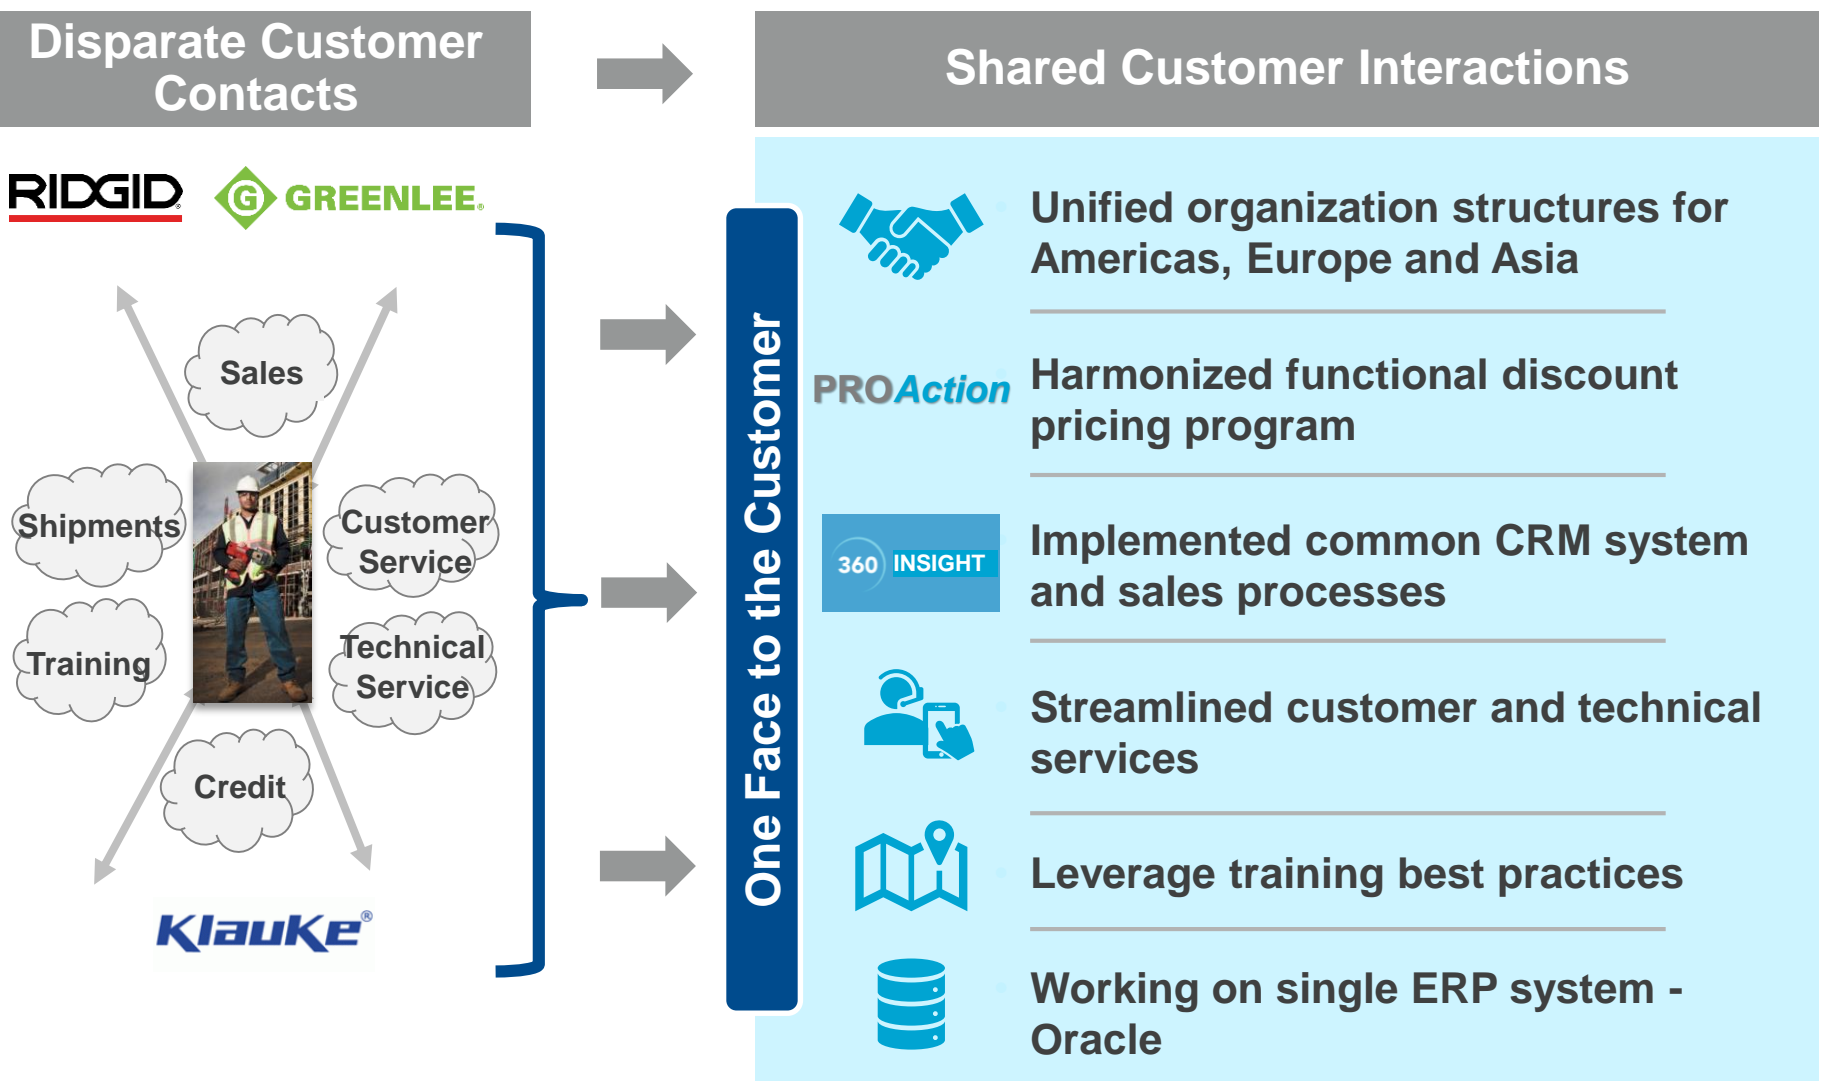 Disparate Customer
Contacts
Shared Customer Interactions
RIDGID®
G GREENLEE®
Sales
Shipments
Customer
Service
Training
Technical
Service
Credit
Klauke®
One Face to the Customer
Unified organization structures for
Americas, Europe and Asia
PROAction
Harmonized functional discount
pricing program
360 INSIGHT
Implemented common CRM system
and sales processes
Streamlined customer and technical
services
Leverage training best practices
Working on single ERP system -
Oracle